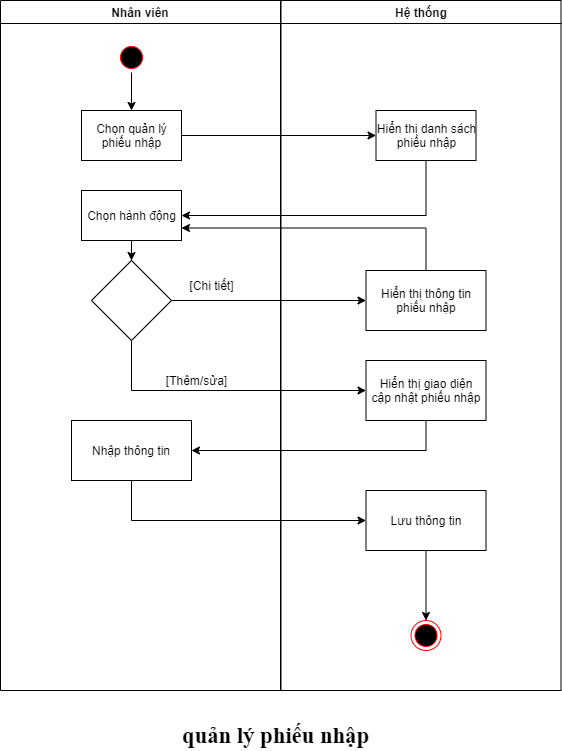 Nhân viên
Hệ thống
Chọn quản lý
phiếu nhập
Hiển thị danh sách
phiếu nhập
Chọn hành động
[Chi tiết]
Hiển thị thông tin
phiếu nhập
[Thêm/sửa]
Hiển thị giao diện
cập nhật phiếu nhập
Nhập thông tin
Lưu thông tin
quản lý phiếu nhập